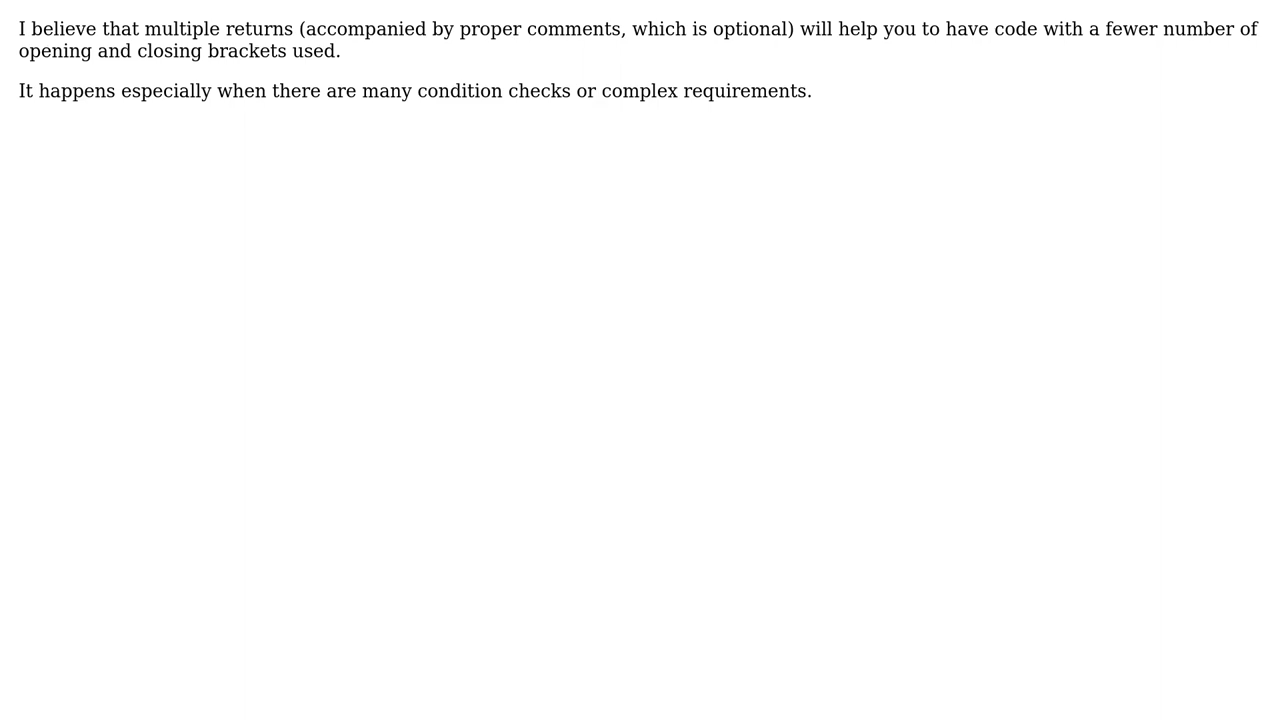 I believe that multiple returns (accompanied by proper comments, which is optional) will help you to have code with a fewer number of
opening and closing brackets used.
It happens especially when there are many condition checks or complex requirements.